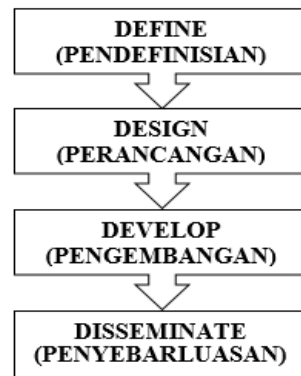 DEFINE
(PENDEFINISIAN)
DESIGN
(PERANCANGAN)
DEVELOP
(PENGEMBANGAN)
DISSEMINATE
(PENYEBARLUASAN)